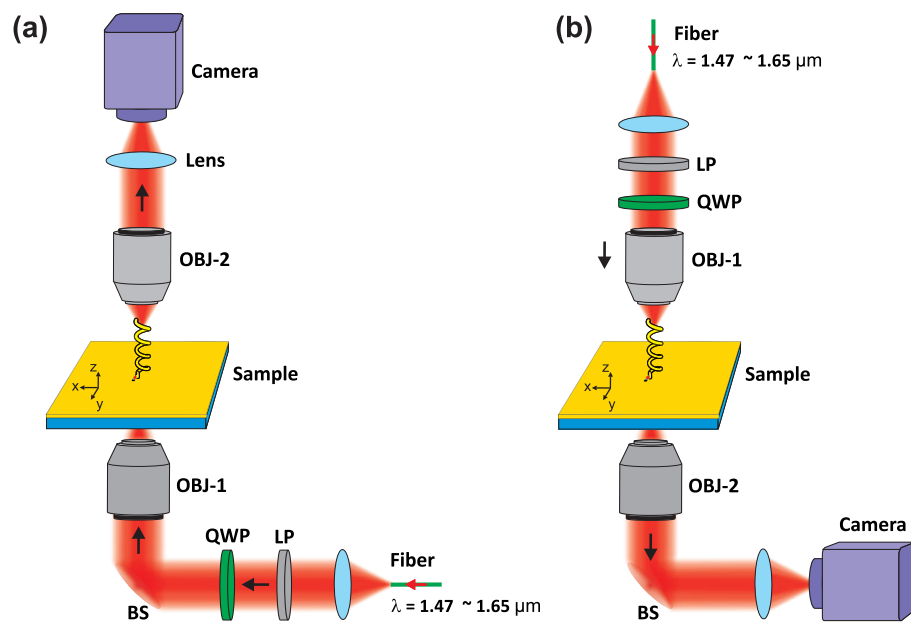 (a)
Camera
Lens
OBJ-2
Sample
z
x
y
OBJ-1
QWP LP
Fiber
λ = 1.47 ~ 1.65 µm
BS
(b)
Fiber
λ = 1.47 ~ 1.65 µm
LP
QWP
OBJ-1
Sample
z
x
y
OBJ-2
Camera
BS